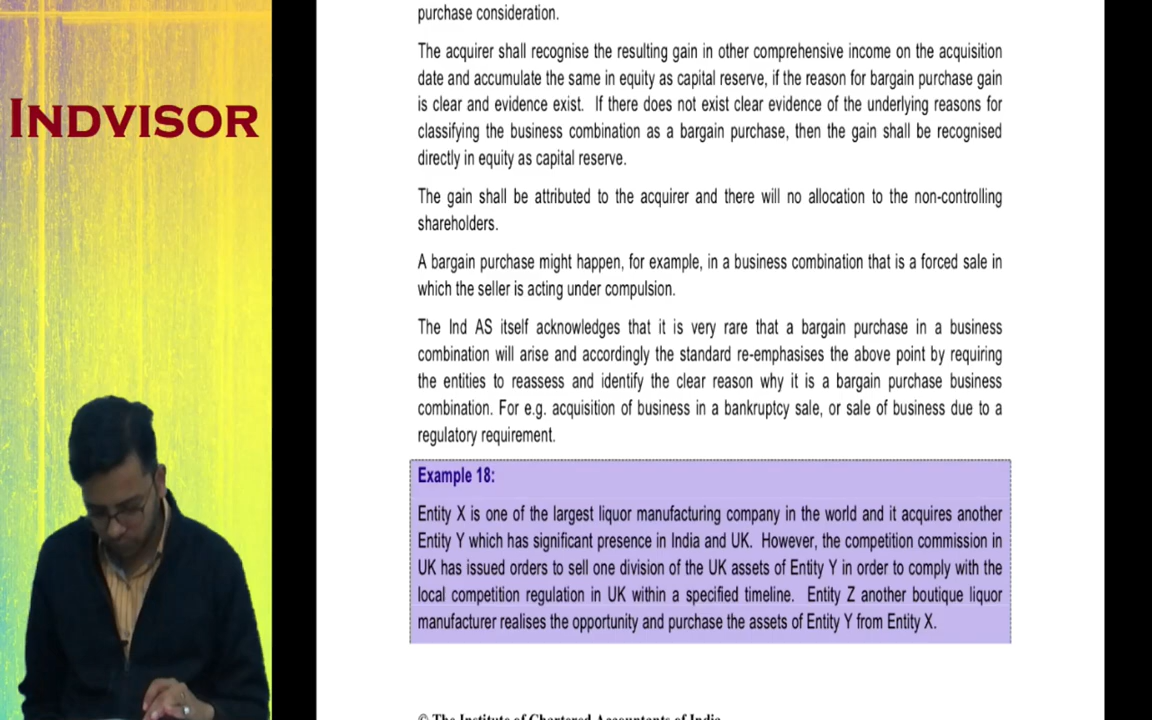 INDVISOR
purchase consideration.
The acquirer shall recognise the resulting gain in other comprehensive income on the acquisition
date and accumulate the same in equity as capital reserve, if the reason for bargain purchase gain
is clear and evidence exist. If there does not exist clear evidence of the underlying reasons for
classifying the business combination as a bargain purchase, then the gain shall be recognised
directly in equity as capital reserve.
The gain shall be attributed to the acquirer and there will no allocation to the non-controlling
shareholders.
A bargain purchase might happen, for example, in a business combination that is a forced sale in
which the seller is acting under compulsion.
The Ind AS itself acknowledges that it is very rare that a bargain purchase in a business
combination will arise and accordingly the standard re-emphasises the above point by requiring
the entities to reassess and identify the clear reason why it is a bargain purchase business
combination. For e.g. acquisition of business in a bankruptcy sale, or sale of business due to a
regulatory requirement.
Example 18:
Entity X is one of the largest liquor manufacturing company in the world and it acquires another
Entity Y which has significant presence in India and UK. However, the competition commission in
UK has issued orders to sell one division of the UK assets of Entity Y in order to comply with the
local competition regulation in UK within a specified timeline. Entity Z another boutique liquor
manufacturer realises the opportunity and purchase the assets of Entity Y from Entity X.
© The Institute of Chartered Accountants of India